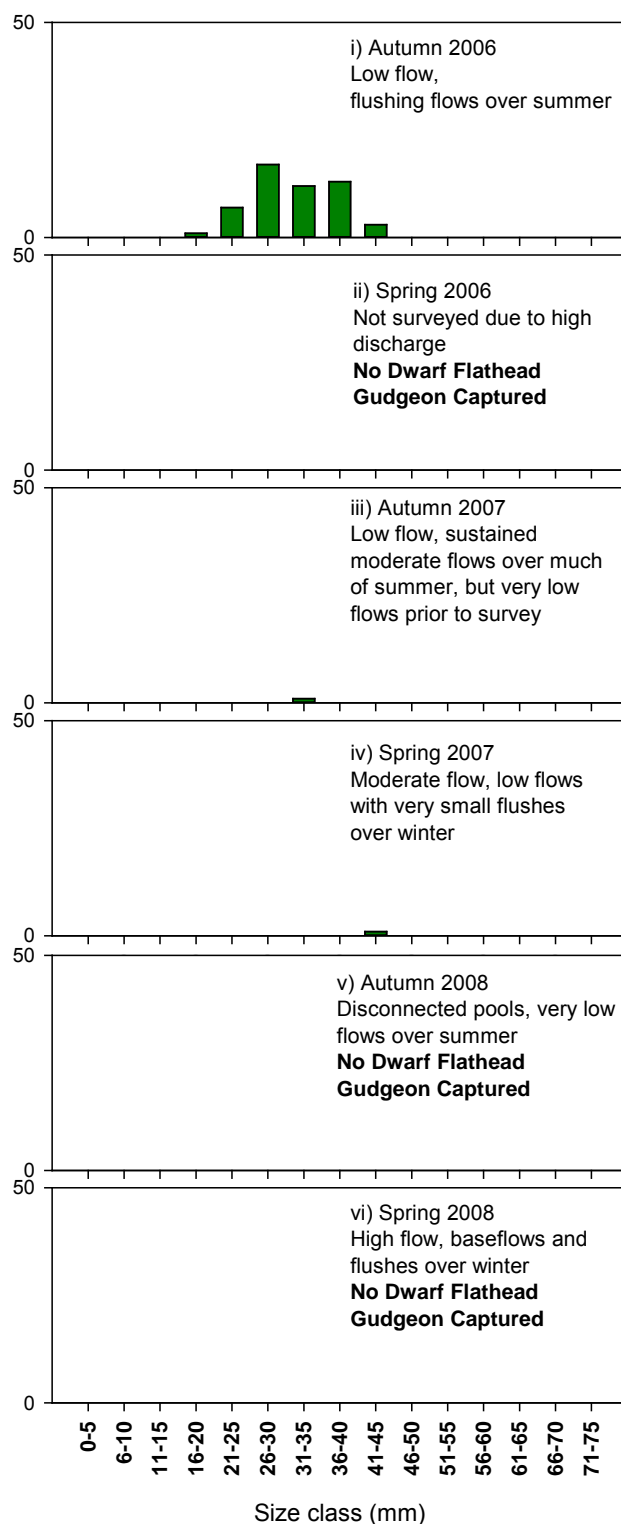 50
i) Autumn 2006
Low flow,
flushing flows over summer
0
50
ii) Spring 2006
Not surveyed due to high
discharge
No Dwarf Flathead
Gudgeon Captured
0
50
iii) Autumn 2007
Low flow, sustained
moderate flows over much
of summer, but very low
flows prior to survey
0
50
iv) Spring 2007
Moderate flow, low flows
with very small flushes
over winter
0
50
v) Autumn 2008
Disconnected pools, very low
flows over summer
No Dwarf Flathead
Gudgeon Captured
0
50
vi) Spring 2008
High flow, baseflows and
flushes over winter
No Dwarf Flathead
Gudgeon Captured
0
0-5
6-10
11-15
16-20
21-25
26-30
31-35
36-40
41-45
46-50
51-55
56-60
61-65
66-70
71-75
Size class (mm)